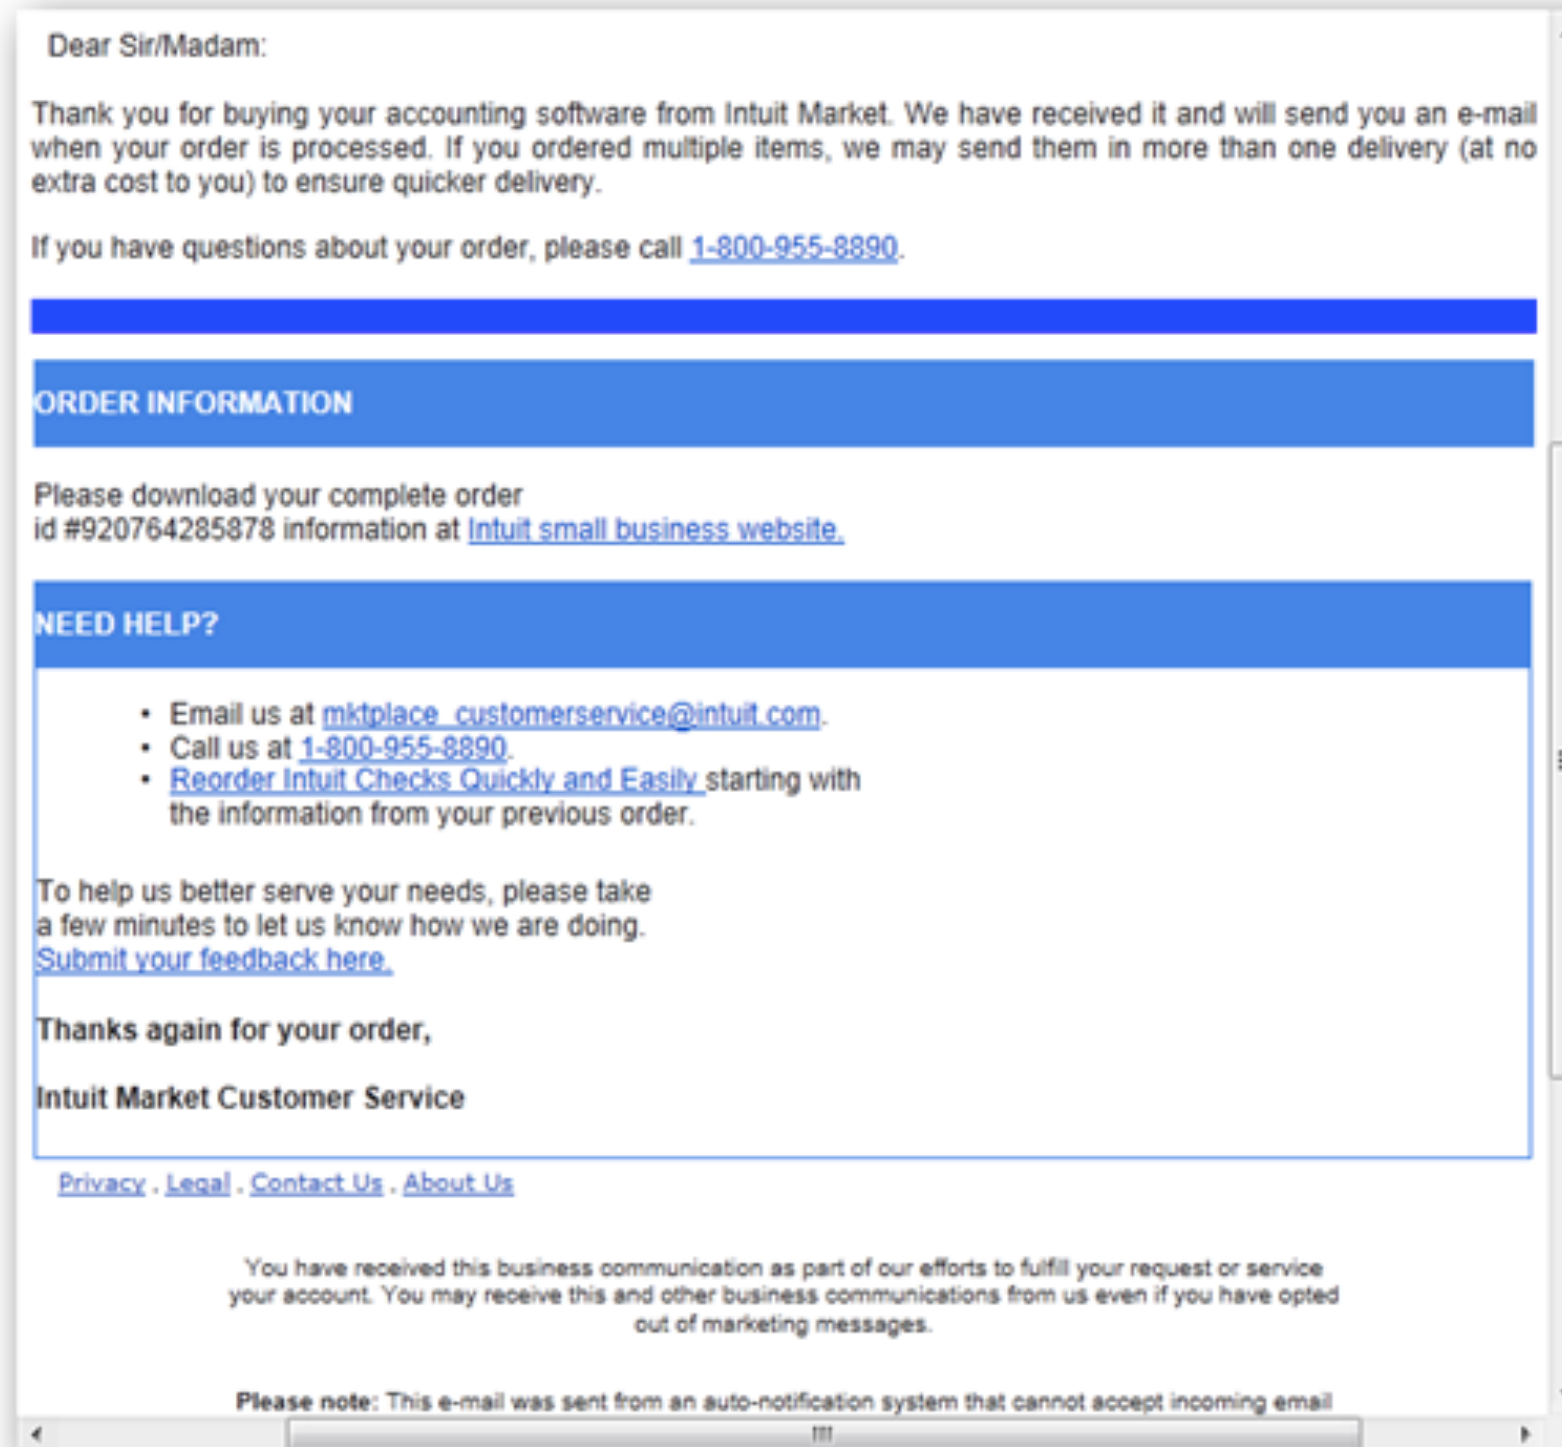 Dear Sir/Madam:
Thank you for buying your accounting software from Intuit Market. We have received it and will send you an e-mail
when your order is processed. If you ordered multiple items, we may send them in more than one delivery (at no
extra cost to you) to ensure quicker delivery.
If you have questions about your order, please call 1-800-955-8890.
ORDER INFORMATION
Please download your complete order
id #920764285878 information at Intuit small business website.
NEED HELP?
• Email us at mktplace_customerservice@intuit.com.
• Call us at 1-800-955-8890.
• Reorder Intuit Checks Quickly and Easily starting with
the information from your previous order.
To help us better serve your needs, please take
a few minutes to let us know how we are doing.
Submit your feedback here.
Thanks again for your order,
Intuit Market Customer Service
Privacy . Legal . Contact Us . About Us
You have received this business communication as part of our efforts to fulfill your request or service
your account. You may receive this and other business communications from us even if you have opted
out of marketing messages.
Please note: This e-mail was sent from an auto-notification system that cannot accept incoming email